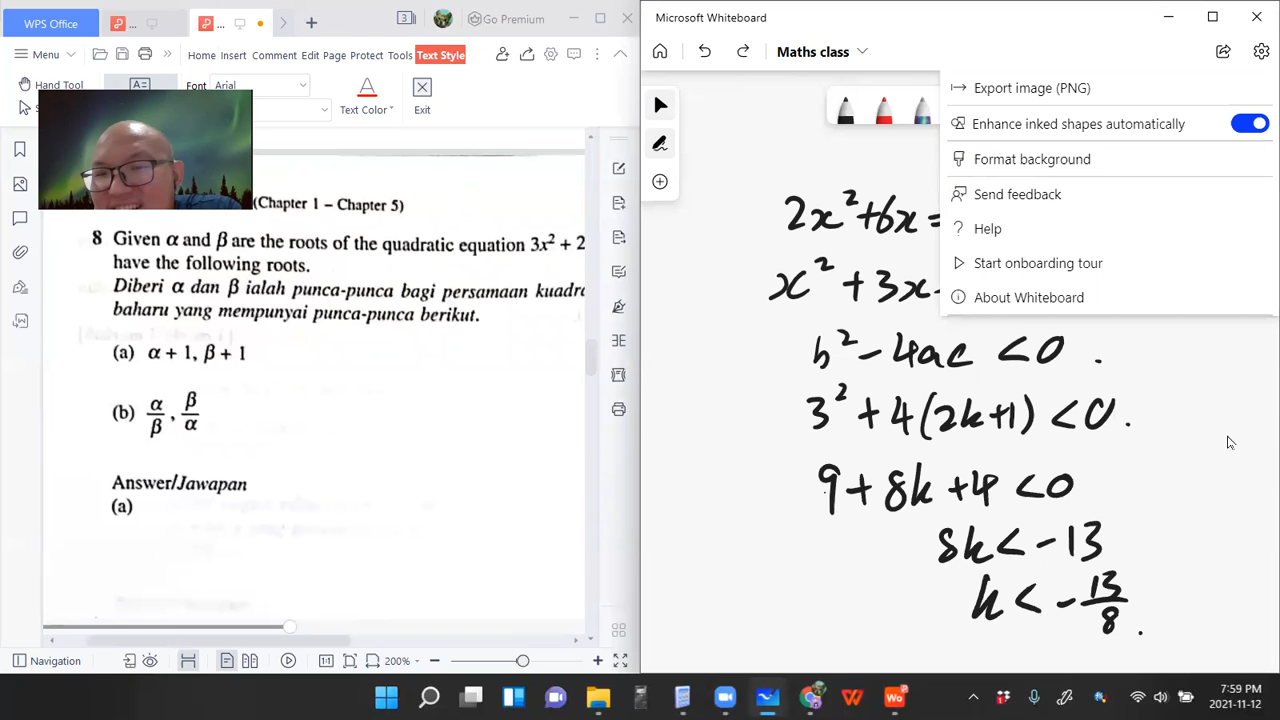 WPS Office
...
...
3
Go Premium
Menu
Home Insert Comment Edit Page Protect Tools Text Style
Hand Tool
Font Arial
Text Color
Exit
(Chapter 1 – Chapter 5)
8 Given α and β are the roots of the quadratic equation 3x² + 2
have the following roots.
Diberi α dan β ialah punca-punca bagi persamaan kuadra
baharu yang mempunyai punca-punca berikut.
(a) α + 1, β + 1
(b) α/β , β/α
Answer/Jawapan
(a)
Navigation
200%
Microsoft Whiteboard
Maths class
Export image (PNG)
Enhance inked shapes automatically
Format background
Send feedback
Help
Start onboarding tour
About Whiteboard
2x²+6x=
x²+3x-
b²-4ac <0 .
3²+4(2k+1) <0.
9+8k+4 <0
8k<-13
k<-13/8 .
7:59 PM
2021-11-12